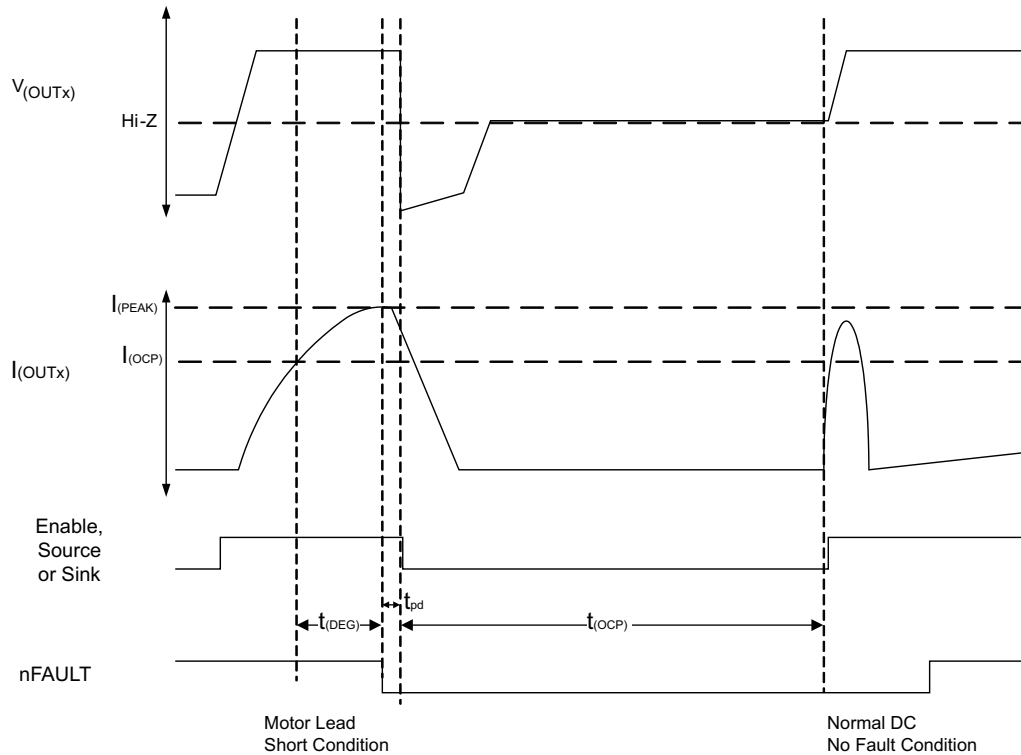 V(OUTx)
Hi-Z
I(PEAK)
I(OCP)
I(OUTx)
Enable,
Source
or Sink
tpd
t(DEG)
t(OCP)
nFAULT
Motor Lead
Short Condition
Normal DC
No Fault Condition